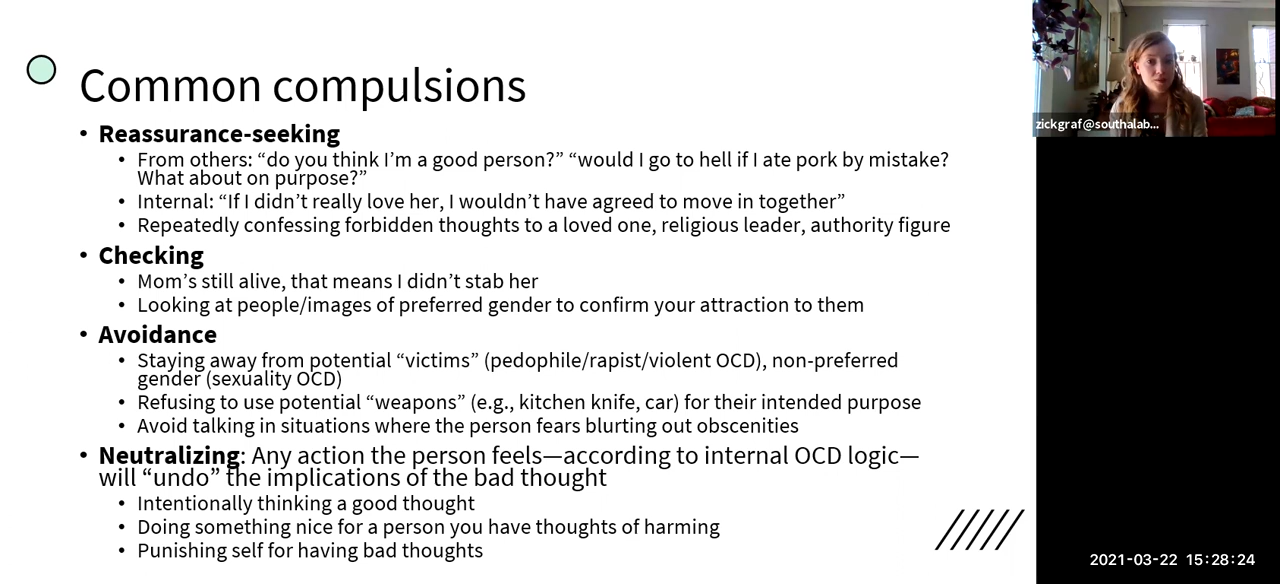 Common compulsions
• Reassurance-seeking
• From others: “do you think I’m a good person?” “would I go to hell if I ate pork by mistake?
What about on purpose?”
• Internal: “If I didn’t really love her, I wouldn’t have agreed to move in together”
• Repeatedly confessing forbidden thoughts to a loved one, religious leader, authority figure
• Checking
• Mom’s still alive, that means I didn’t stab her
• Looking at people/images of preferred gender to confirm your attraction to them
• Avoidance
• Staying away from potential “victims” (pedophile/rapist/violent OCD), non-preferred
gender (sexuality OCD)
• Refusing to use potential “weapons” (e.g., kitchen knife, car) for their intended purpose
• Avoid talking in situations where the person fears blurting out obscenities
• Neutralizing: Any action the person feels—according to internal OCD logic—
will “undo” the implications of the bad thought
• Intentionally thinking a good thought
• Doing something nice for a person you have thoughts of harming
• Punishing self for having bad thoughts
zickgraf@southalab...
2021-03-22 15:28:24